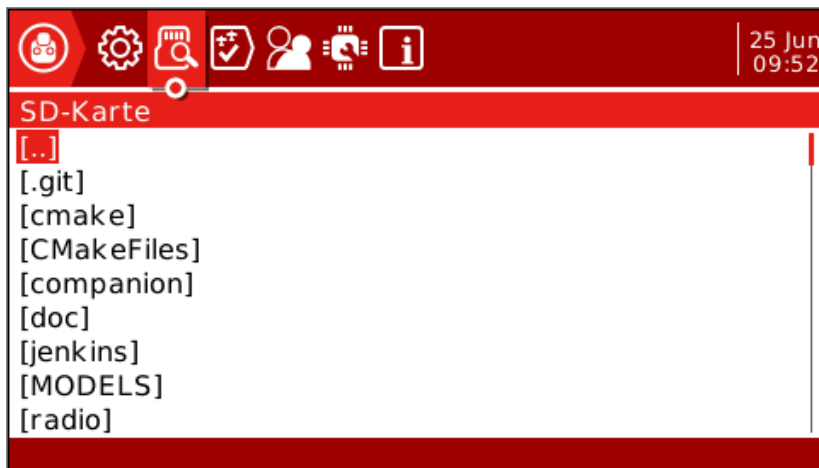 25 Jun
09:52
SD-Karte
[..]
[.git]
[cmake]
[CMakeFiles]
[companion]
[doc]
[jenkins]
[MODELS]
[radio]